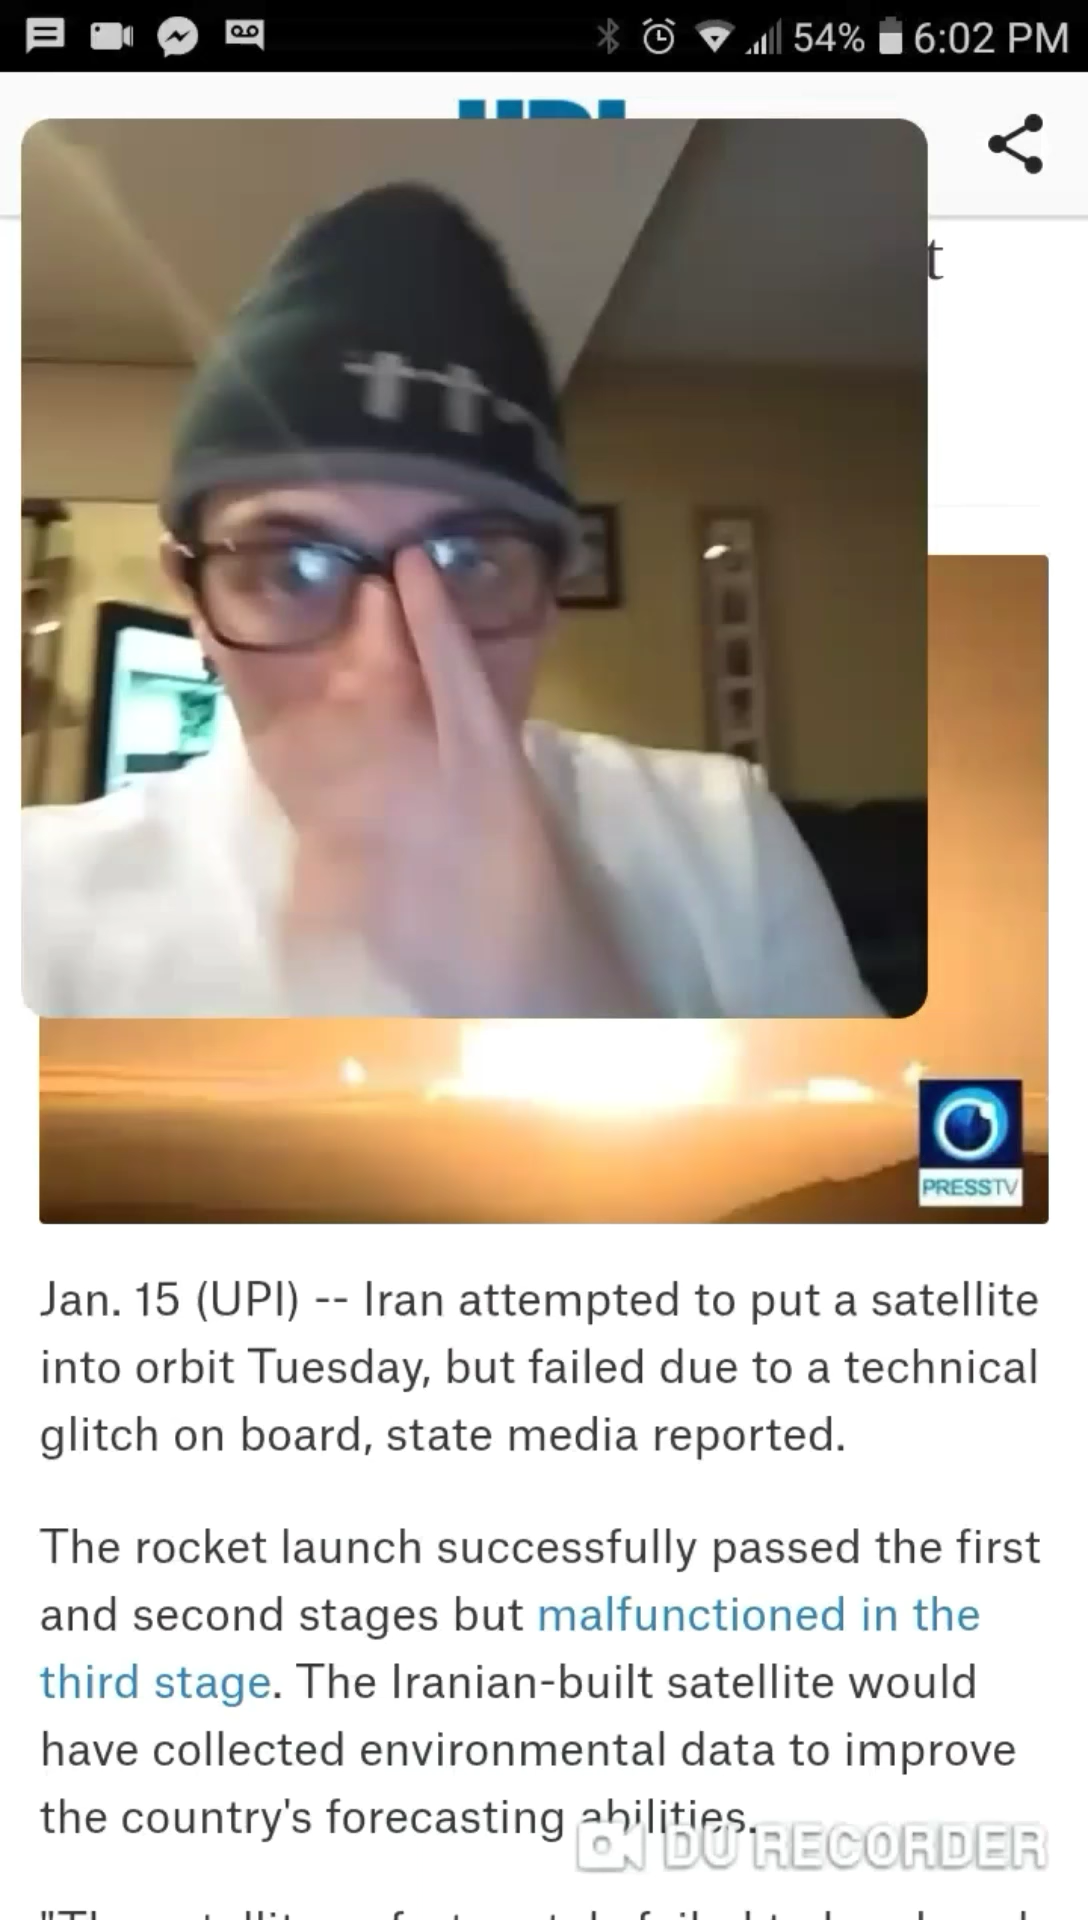 54% 6:02 PM
UPI
t
PRESSTV
Jan. 15 (UPI) -- Iran attempted to put a satellite
into orbit Tuesday, but failed due to a technical
glitch on board, state media reported.
The rocket launch successfully passed the first
and second stages but malfunctioned in the
third stage. The Iranian-built satellite would
have collected environmental data to improve
the country's forecasting abilities.
DU RECORDER